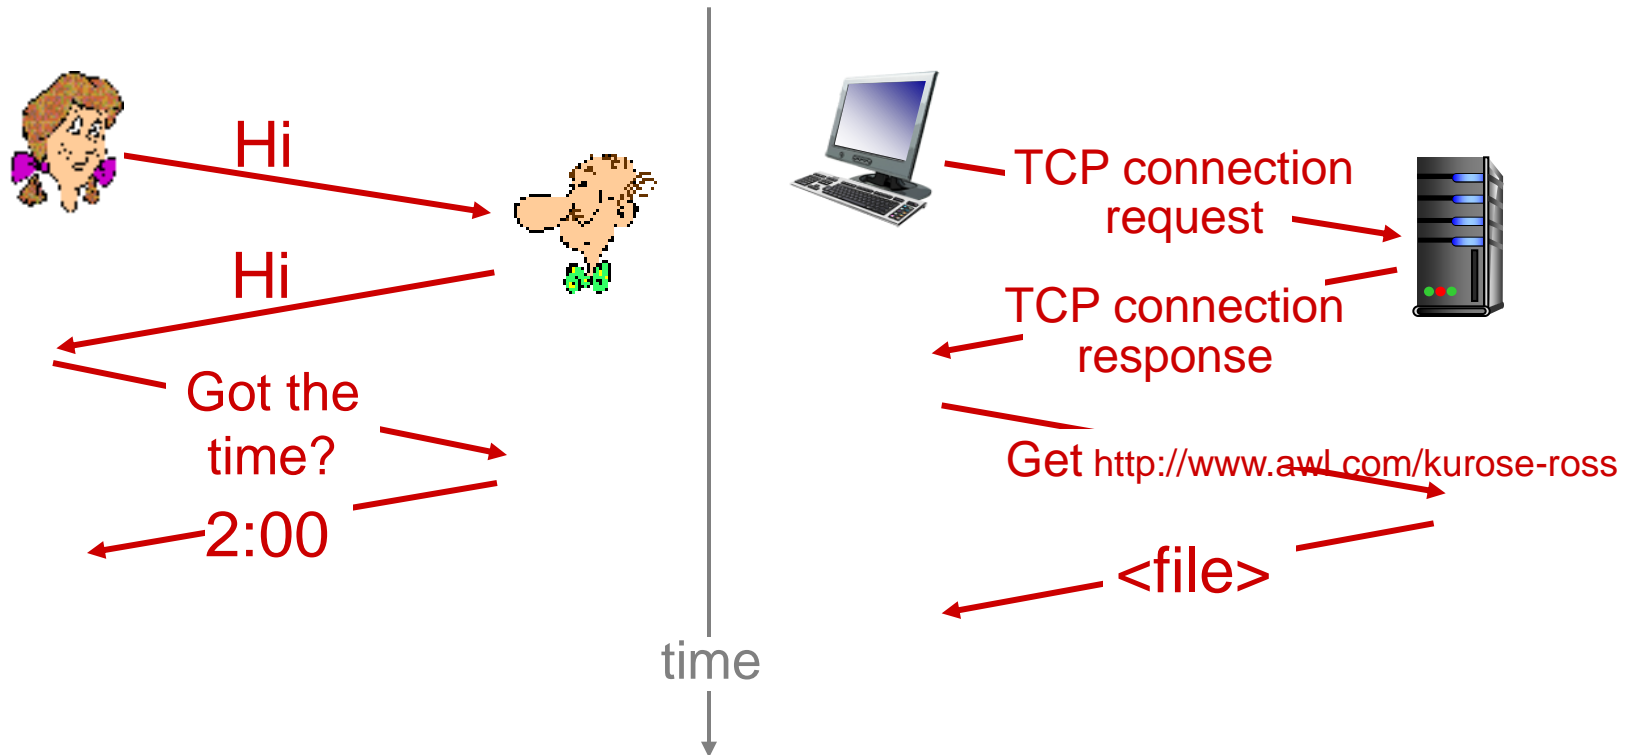 Hi
Hi
Got the
time?
2:00
TCP connection
request
TCP connection
response
Get http://www.awl.com/kurose-ross
<file>
time